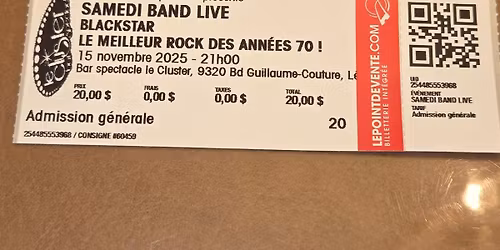 SAMEDI BAND LIVE
BLACKSTAR
LE MEILLEUR ROCK DES ANNÉES 70 !
15 novembre 2025 - 21h00
Bar spectacle le Cluster, 9320 Bd Guillaume-Couture, Lé
PRIX FRAIS TAXES TOTAL
20,00 $ 0,00 $ 0,00 $ 20,00 $
Admission générale 20
254485553968 / CONSIGNE #60459
LEPOINTDEVENTE.COM
BILLETTERIE INTÉGRÉE
UID
254485553968
ÉVÉNEMENT
SAMEDI BAND LIVE
TARIF
Admission générale